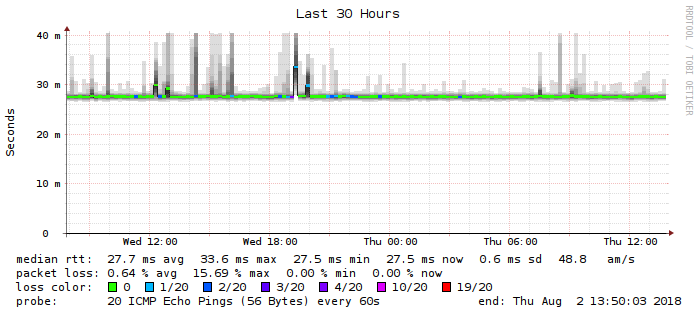 Last 30 Hours
RRDTOOL / TOBI OETIKER
Seconds
40 m
30 m
20 m
10 m
0
Wed 12:00 Wed 18:00 Thu 00:00 Thu 06:00 Thu 12:00
median rtt: 27.7 ms avg 33.6 ms max 27.5 ms min 27.5 ms now 0.6 ms sd 48.8 am/s
packet loss: 0.64 % avg 15.69 % max 0.00 % min 0.00 % now
loss color: 0 1/20 2/20 3/20 4/20 10/20 19/20
probe: 20 ICMP Echo Pings (56 Bytes) every 60s end: Thu Aug 2 13:50:03 2018